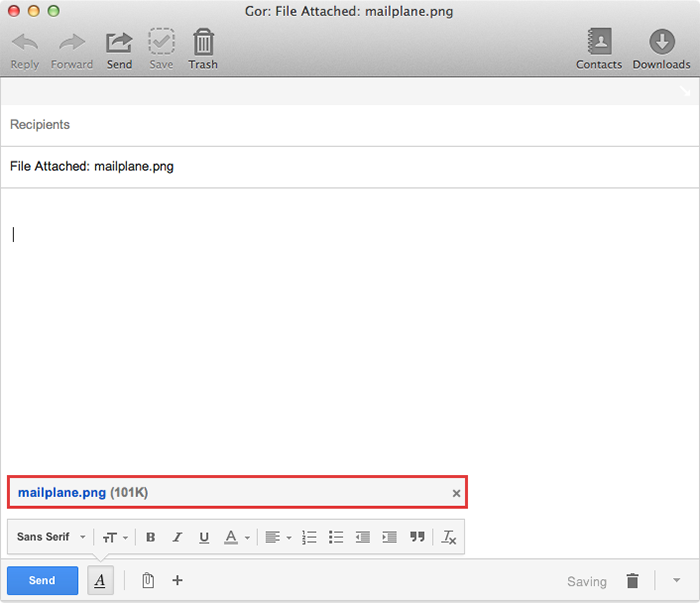 Gor: File Attached: mailplane.png
Reply Forward Send Save Trash Contacts Downloads
Recipients
File Attached: mailplane.png
mailplane.png (101K)
Sans Serif
Send
Saving